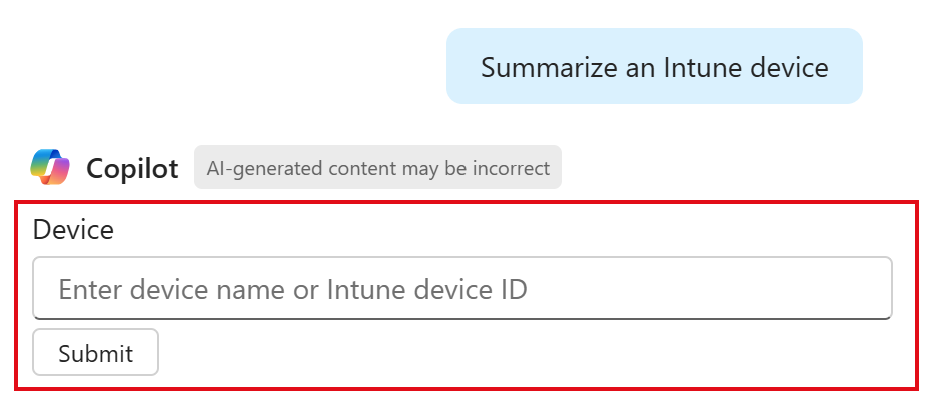 Summarize an Intune device
Copilot AI-generated content may be incorrect
Device
Enter device name or Intune device ID
Submit